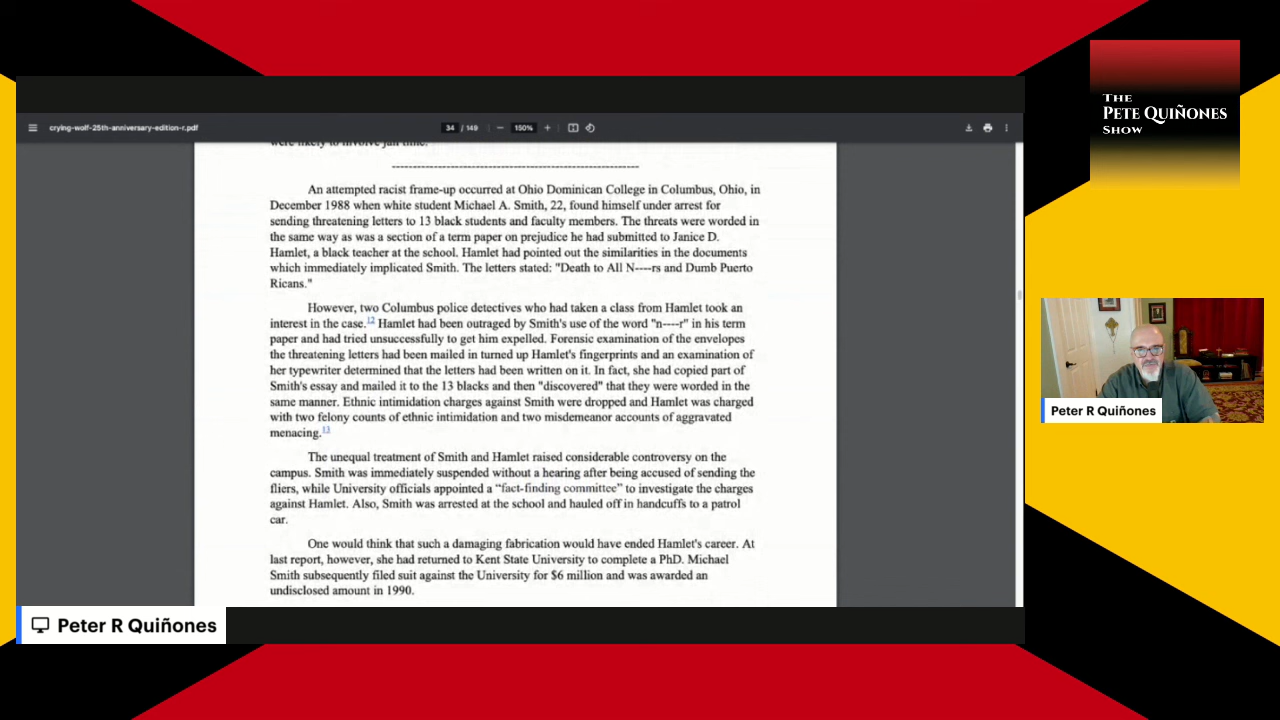 THE
PETE QUIÑONES
SHOW
crying-wolf-25th-anniversary-edition-r.pdf
34 / 149
150%
were likely to involve jail time.
--------------------------------------------------------------
An attempted racist frame-up occurred at Ohio Dominican College in Columbus, Ohio, in
December 1988 when white student Michael A. Smith, 22, found himself under arrest for
sending threatening letters to 13 black students and faculty members. The threats were worded in
the same way as was a section of a term paper on prejudice he had submitted to Janice D.
Hamlet, a black teacher at the school. Hamlet had pointed out the similarities in the documents
which immediately implicated Smith. The letters stated: "Death to All N----rs and Dumb Puerto
Ricans."
However, two Columbus police detectives who had taken a class from Hamlet took an
interest in the case.12 Hamlet had been outraged by Smith's use of the word "n----r" in his term
paper and had tried unsuccessfully to get him expelled. Forensic examination of the envelopes
the threatening letters had been mailed in turned up Hamlet's fingerprints and an examination of
her typewriter determined that the letters had been written on it. In fact, she had copied part of
Smith's essay and mailed it to the 13 blacks and then "discovered" that they were worded in the
same manner. Ethnic intimidation charges against Smith were dropped and Hamlet was charged
with two felony counts of ethnic intimidation and two misdemeanor accounts of aggravated
menacing.13
The unequal treatment of Smith and Hamlet raised considerable controversy on the
campus. Smith was immediately suspended without a hearing after being accused of sending the
fliers, while University officials appointed a “fact-finding committee” to investigate the charges
against Hamlet. Also, Smith was arrested at the school and hauled off in handcuffs to a patrol
car.
One would think that such a damaging fabrication would have ended Hamlet's career. At
last report, however, she had returned to Kent State University to complete a PhD. Michael
Smith subsequently filed suit against the University for $6 million and was awarded an
undisclosed amount in 1990.
Peter R Quiñones
Peter R Quiñones